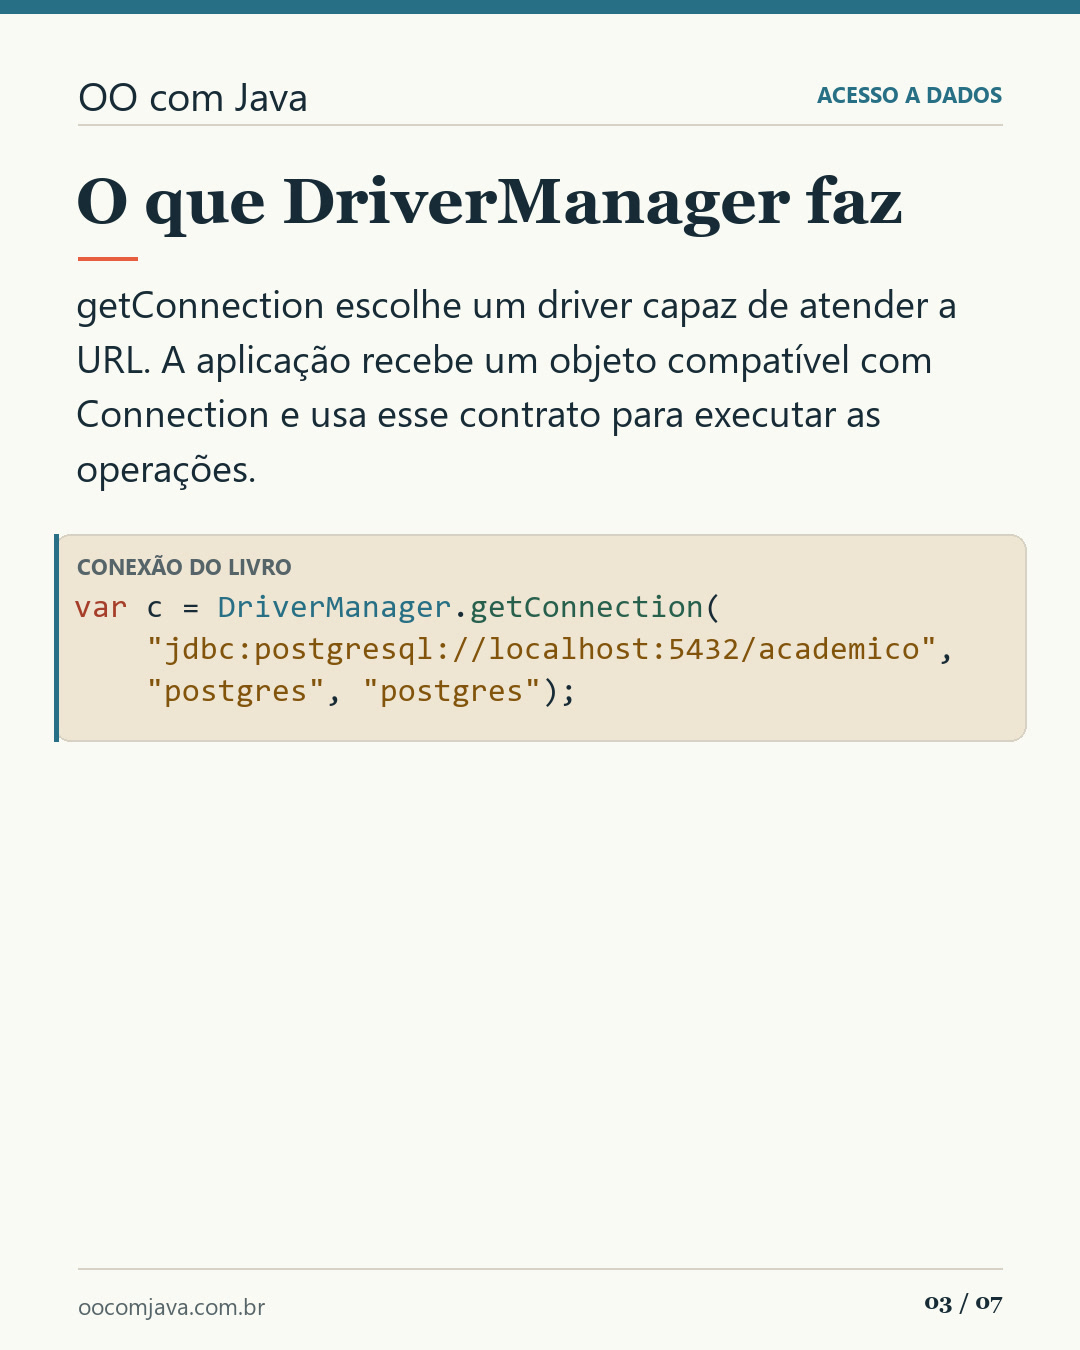 OO com Java
ACESSO A DADOS
O que DriverManager faz
getConnection escolhe um driver capaz de atender a
URL. A aplicação recebe um objeto compatível com
Connection e usa esse contrato para executar as
operações.
CONEXÃO DO LIVRO
var c = DriverManager.getConnection(
    "jdbc:postgresql://localhost:5432/academico",
    "postgres", "postgres");
oocomjava.com.br
03 / 07